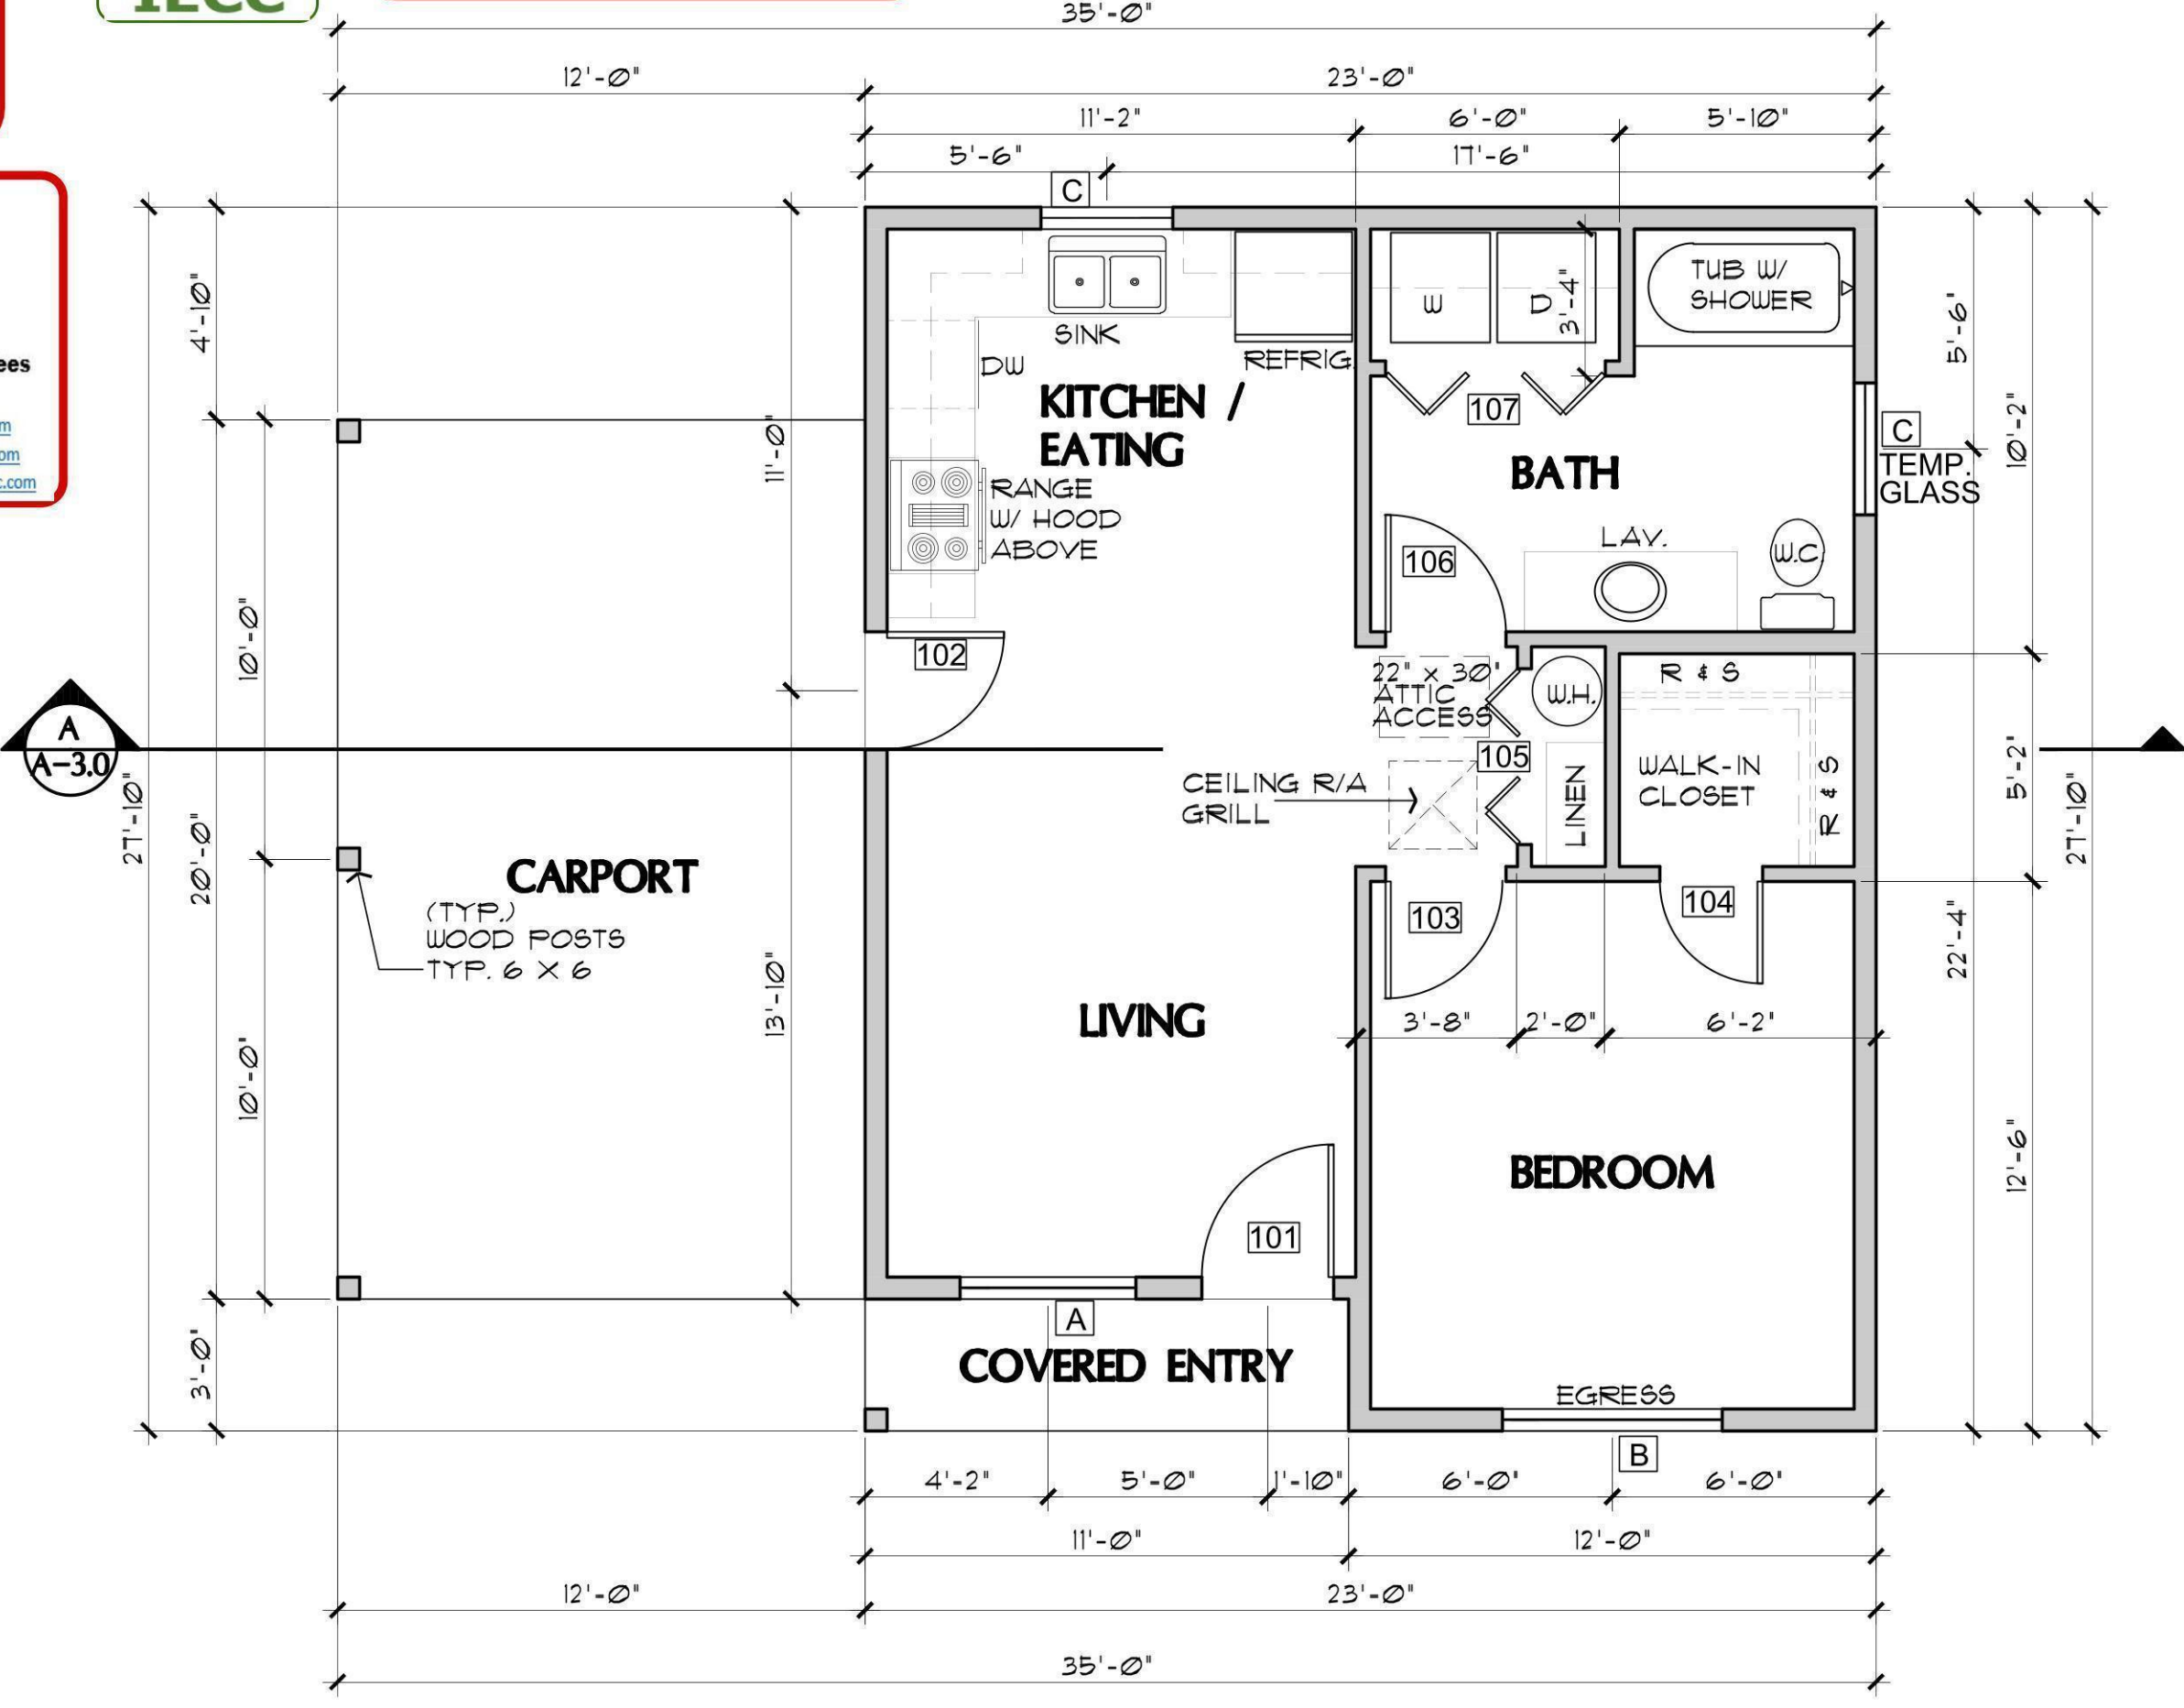 IECC
35'-0"
12'-0"
23'-0"
11'-2"
6'-0"
5'-10"
5'-6"
17'-6"
C
ees
m
om
c.com
4'-10"
10'-0"
11'-0"
27'-10"
20'-0"
10'-0"
13'-10"
3'-0"
SINK
DW
REFRIG.
KITCHEN /
EATING
RANGE
W/ HOOD
ABOVE
W
D
3'-4"
TUB W/
SHOWER
107
BATH
106
LAV.
W.C.
C
TEMP.
GLASS
5'-6"
10'-2"
5'-2"
27'-10"
22'-4"
12'-6"
102
A
A-3.0
22" x 30"
ATTIC
ACCESS
W.H.
105
LINEN
R & S
WALK-IN
CLOSET
R & S
CEILING R/A
GRILL
CARPORT
(TYP.)
WOOD POSTS
TYP. 6 X 6
103
104
LIVING
3'-8"
2'-0"
6'-2"
BEDROOM
101
A
COVERED ENTRY
EGRESS
B
4'-2"
5'-0"
1'-10"
6'-0"
6'-0"
11'-0"
12'-0"
12'-0"
23'-0"
35'-0"